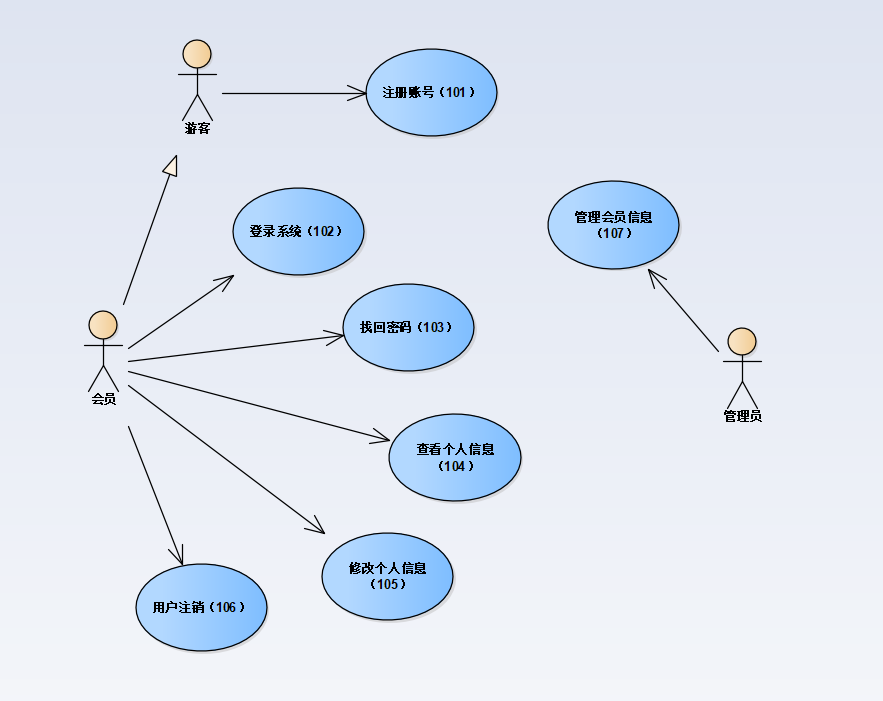 注册账号（101）
游客
管理会员信息
（107）
登录系统（102）
找回密码（103）
会员
管理员
查看个人信息
（104）
修改个人信息
（105）
用户注销（106）